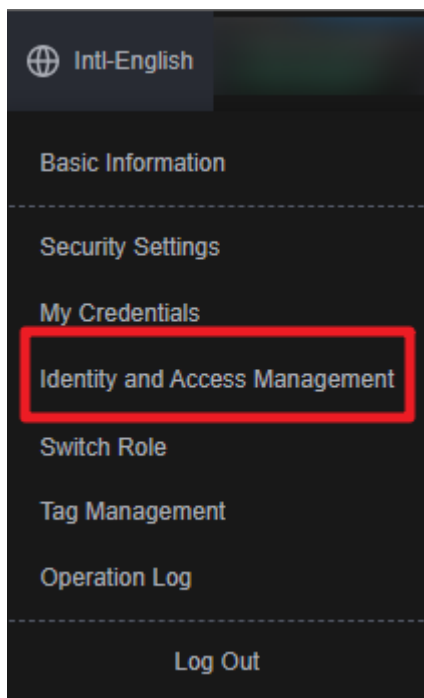 Intl-English
Basic Information
Security Settings
My Credentials
Identity and Access Management
Switch Role
Tag Management
Operation Log
Log Out